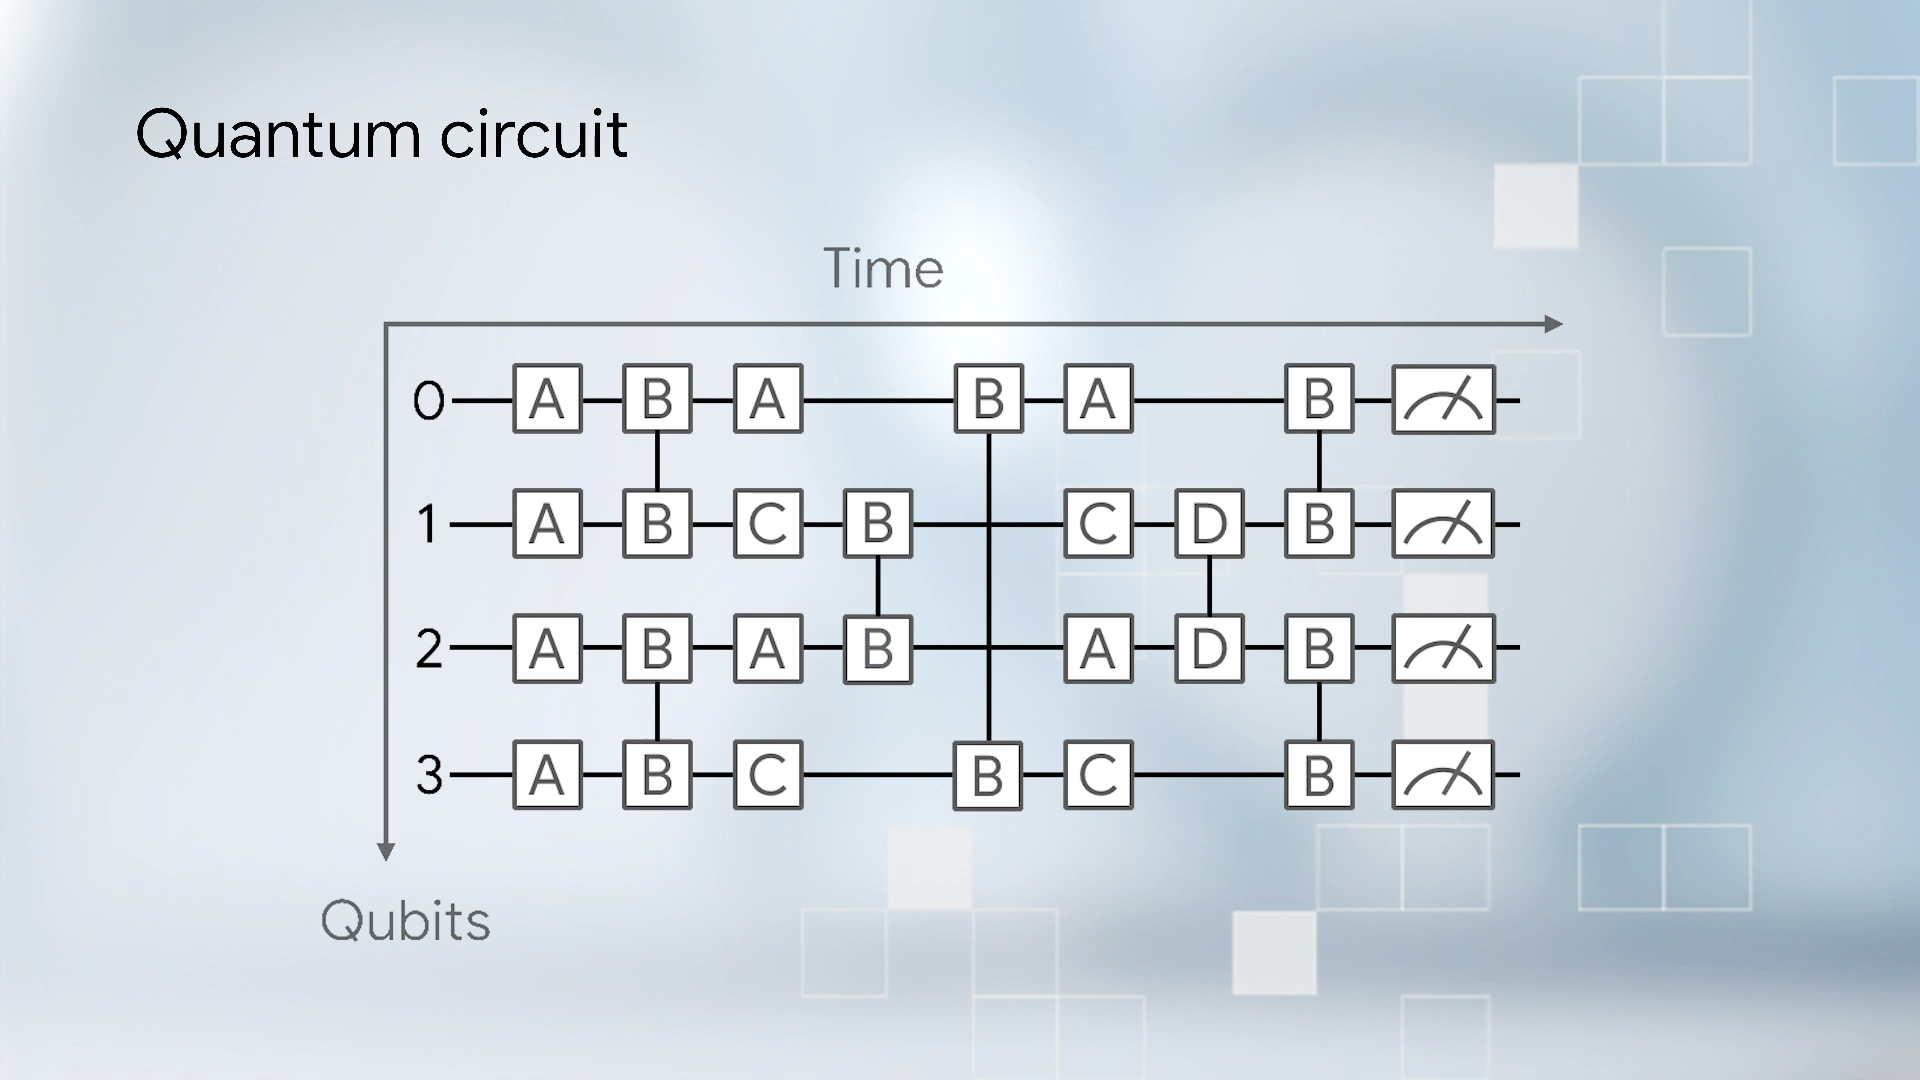 Quantum circuit
Time
0 A B A B A B
1 A B C B C D B
2 A B A B A D B
3 A B C B C B
Qubits